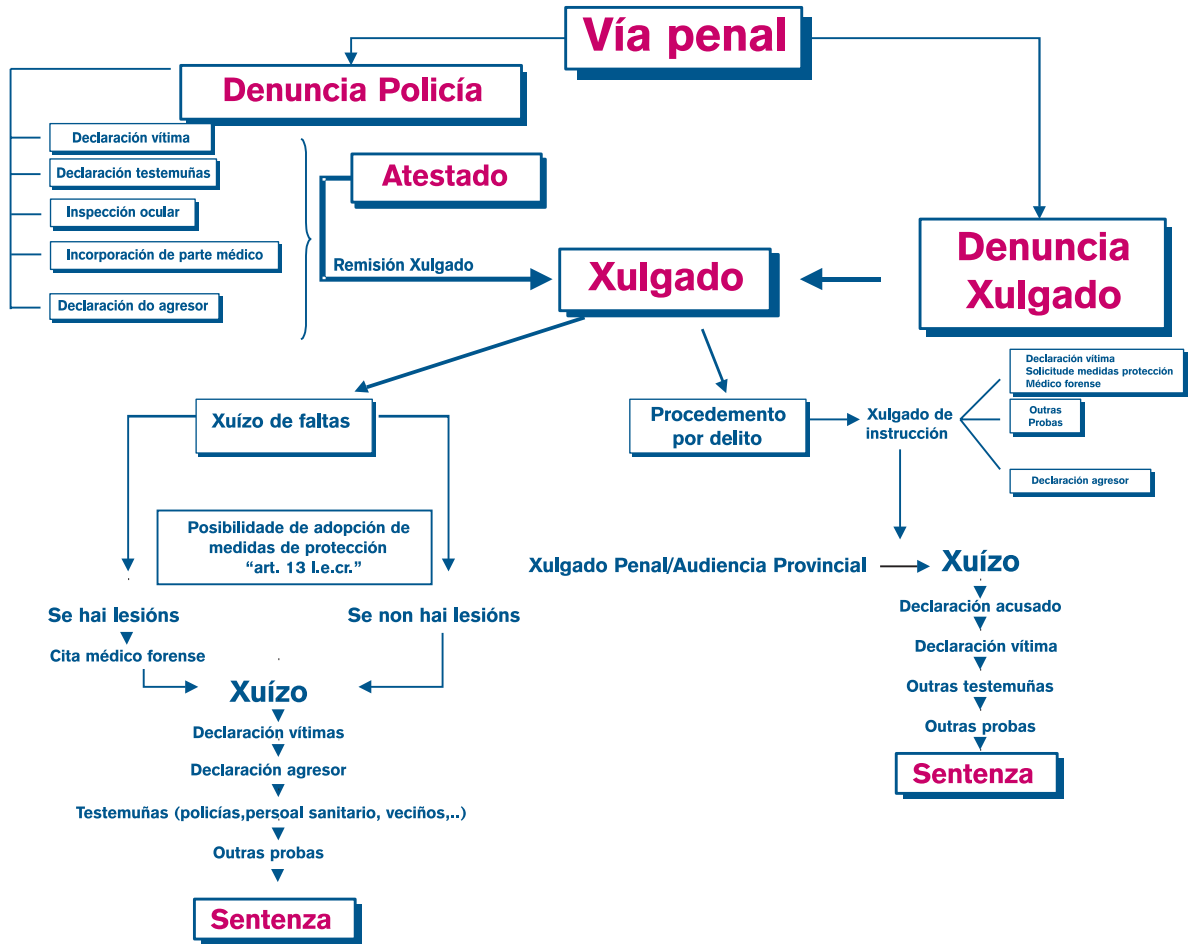 Vía penal
Denuncia Policía
Declaración vítima
Declaración testemuñas
Inspección ocular
Incorporación de parte médico
Declaración do agresor
Atestado
Remisión Xulgado
Xulgado
Denuncia
Xulgado
Declaración vítima
Solicitude medidas protección
Médico forense
Outras
Probas
Declaración agresor
Xuízo de faltas
Procedemento
por delito
Xulgado de
instrucción
Posibilidade de adopción de
medidas de protección
“art. 13 l.e.cr.”
Se hai lesións
Se non hai lesións
Cita médico forense
Xuízo
Declaración vítimas
Declaración agresor
Testemuñas (policías,persoal sanitario, veciños,..)
Outras probas
Sentenza
Xulgado Penal/Audiencia Provincial
Xuízo
Declaración acusado
Declaración vítima
Outras testemuñas
Outras probas
Sentenza